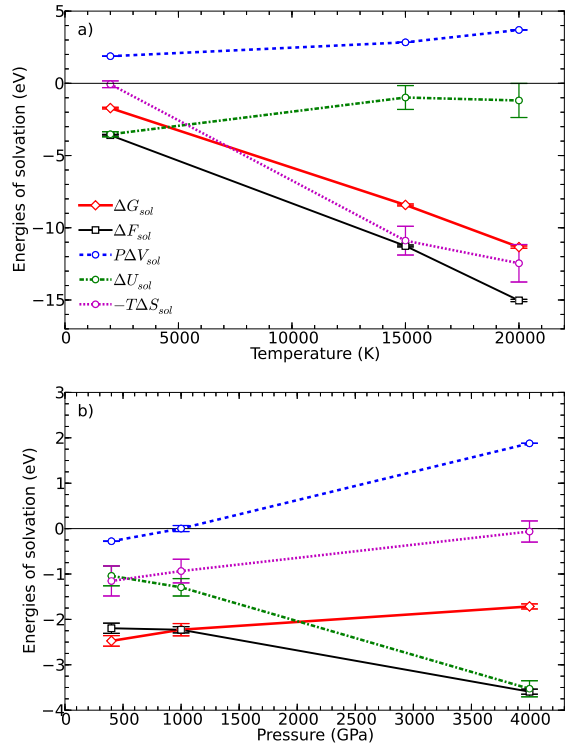 a)
5
0
−5
−10
−15
Energies of solvation (eV)
ΔG_sol
ΔF_sol
PΔV_sol
ΔU_sol
−TΔS_sol
0 5000 10000 15000 20000
Temperature (K)
b)
3
2
1
0
−1
−2
−3
−4
Energies of solvation (eV)
0 500 1000 1500 2000 2500 3000 3500 4000
Pressure (GPa)